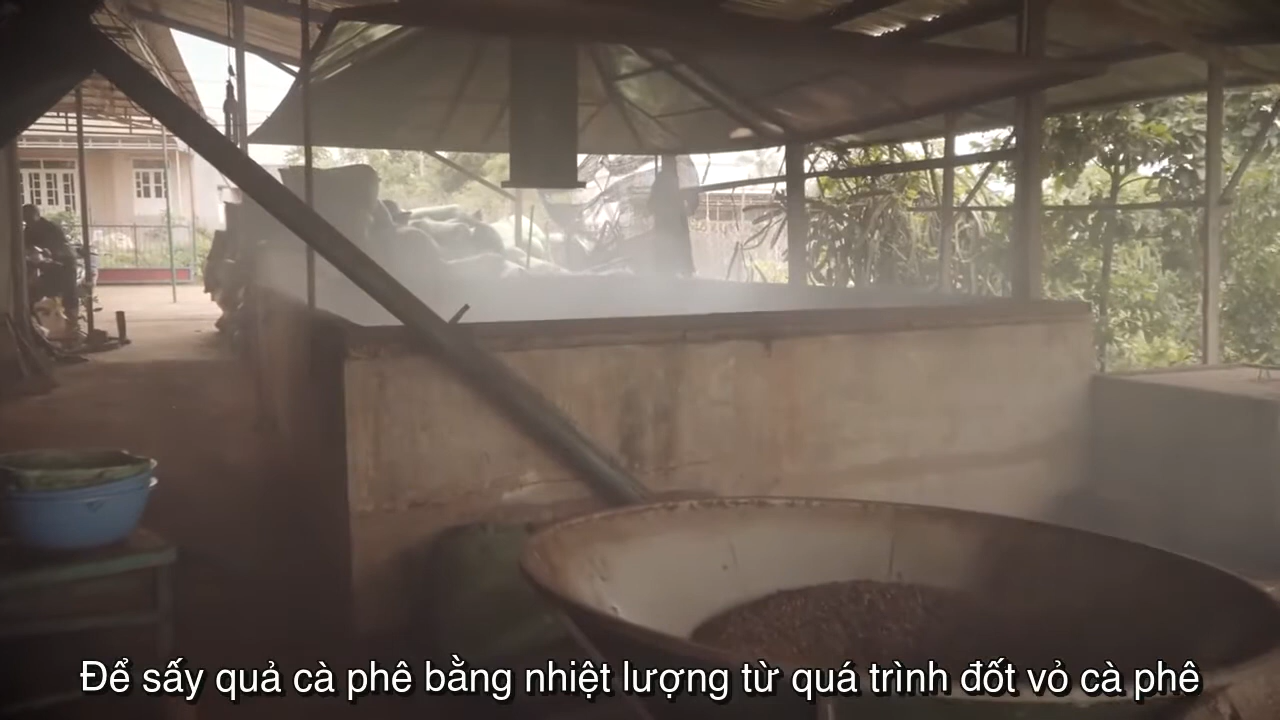 Để sấy quả cà phê bằng nhiệt lượng từ quá trình đốt vỏ cà phê